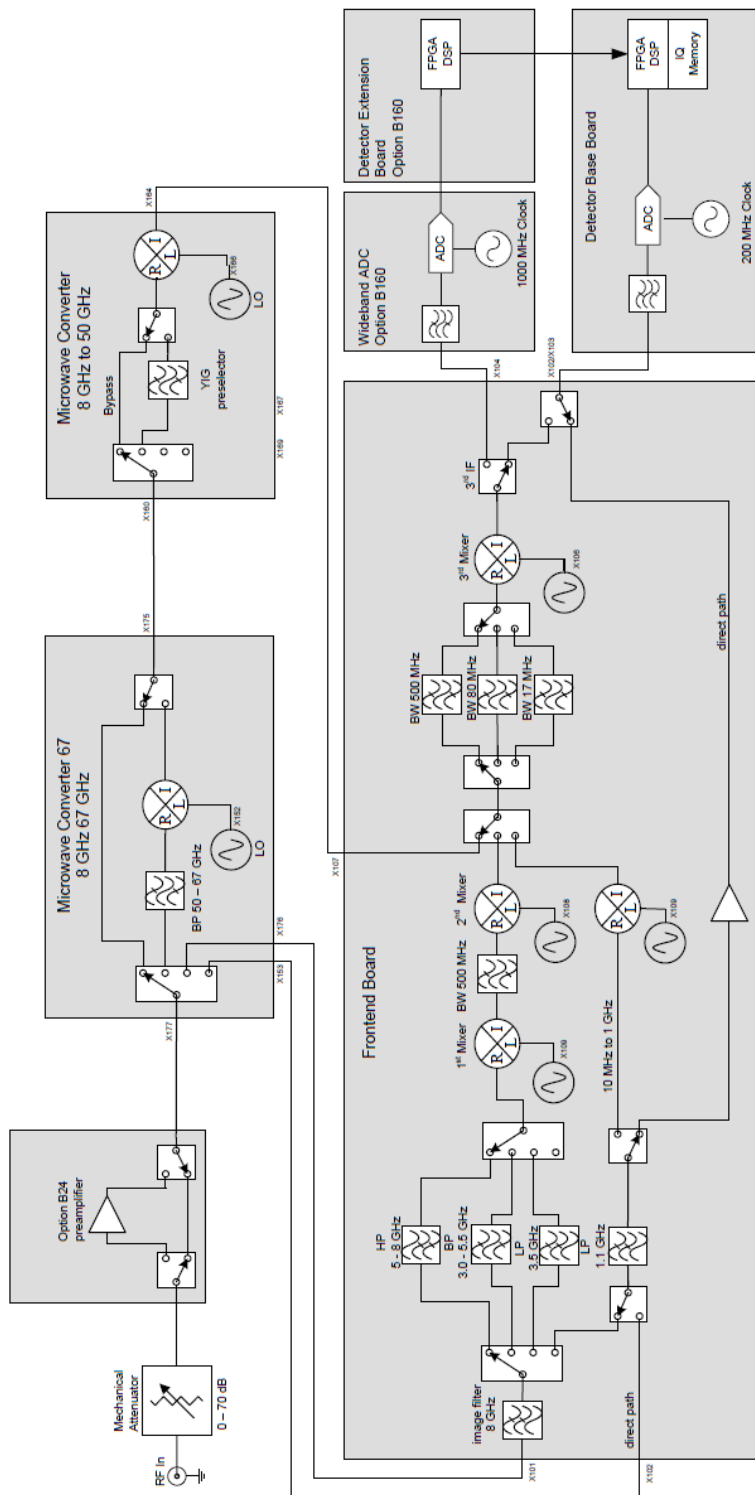 RF In
Mechanical
Attenuator
0 – 70 dB
Option B24
preamplifier
X177
Microwave Converter 67
8 GHz 67 GHz
BP 50 – 67 GHz
R
I
L
X152
LO
X153
X176
X175
Microwave Converter
8 GHz to 50 GHz
X160
Bypass
YIG
preselector
R
I
L
X166
LO
X169
X167
X164
Frontend Board
X101
image filter
8 GHz
HP
5 - 8 GHz
BP
3.0 - 5.5 GHz
LP
3.5 GHz
LP
1.1 GHz
X102
direct path
1st Mixer
R
I
L
X109
BW 500 MHz
2nd Mixer
R
I
L
X108
10 MHz to 1 GHz
R
I
L
X109
X107
BW 500 MHz
BW 80 MHz
BW 17 MHz
3rd Mixer
R
I
L
X106
3rd IF
direct path
X104
X102/X103
Wideband ADC
Option B160
ADC
1000 MHz Clock
Detector Extension
Board
Option B160
FPGA
DSP
Detector Base Board
ADC
200 MHz Clock
FPGA
DSP
IQ
Memory